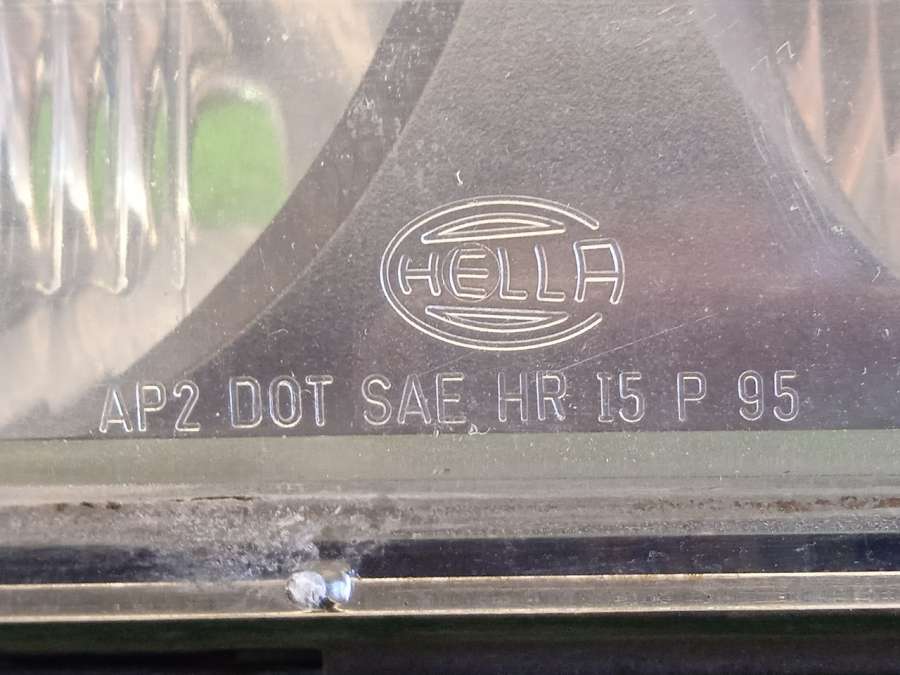 HELLA
AP2 DOT SAE HR I5 P 95